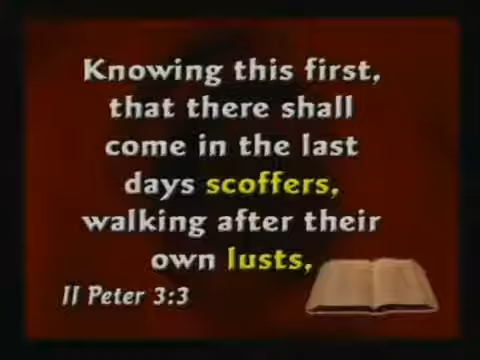 Knowing this first,
that there shall
come in the last
days scoffers,
walking after their
own lusts,
II Peter 3:3